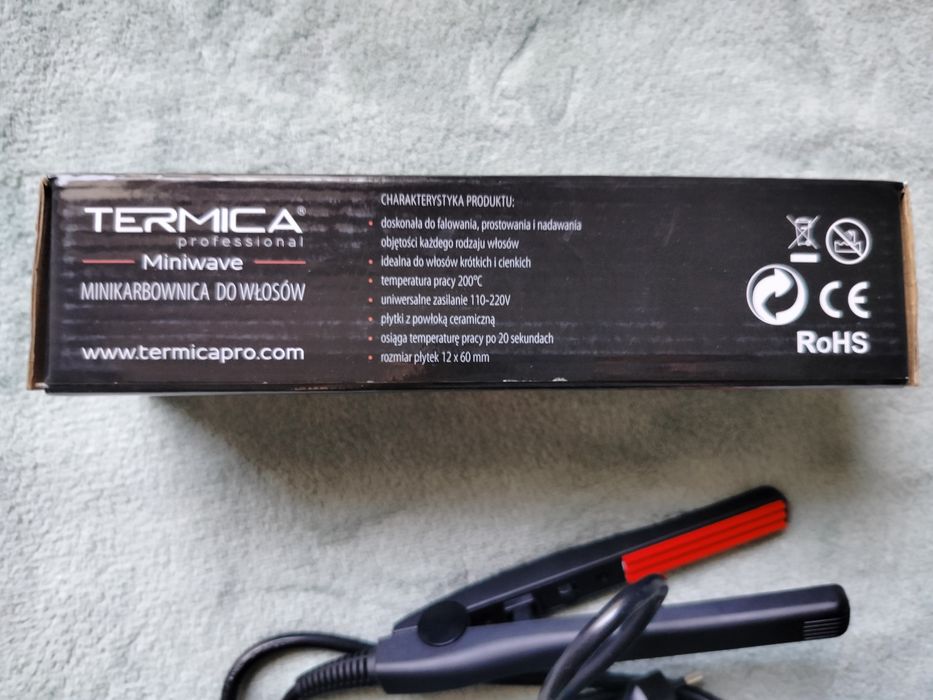 TERMICA®
professional
Miniwave
MINIKARBOWNICA DO WŁOSÓW
www.termicapro.com
CHARAKTERYSTYKA PRODUKTU:
• doskonała do falowania, prostowania i nadawania
objętości każdego rodzaju włosów
• idealna do włosów krótkich i cienkich
• temperatura pracy 200°C
• uniwersalne zasilanie 110-220V
• płytki z powłoką ceramiczną
• osiąga temperaturę pracy po 20 sekundach
• rozmiar płytek 12 x 60 mm
CE
RoHS